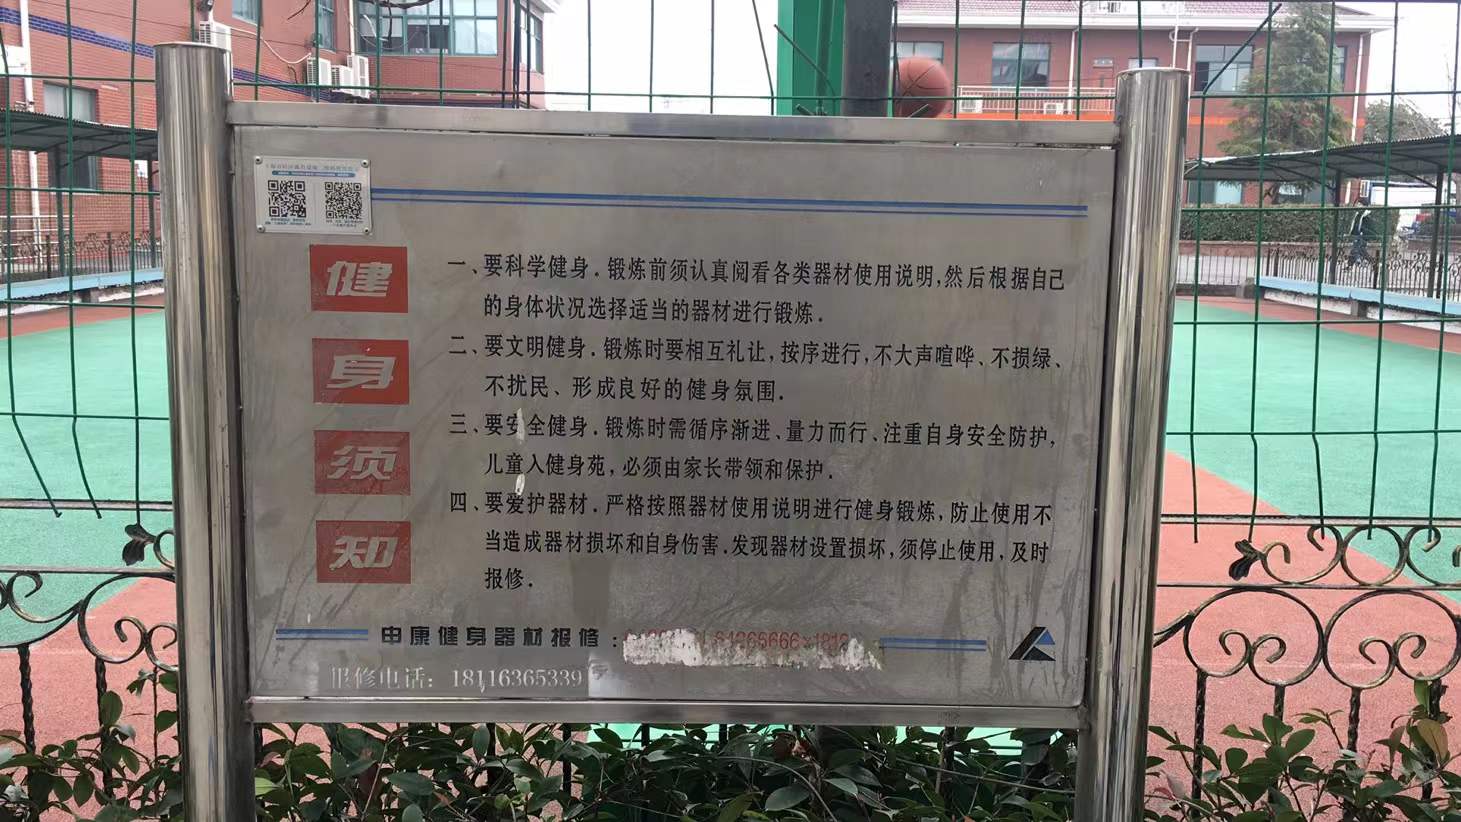 健身须知
一、要科学健身．锻炼前须认真阅看各类器材使用说明,然后根据自己
的身体状况选择适当的器材进行锻炼．
二、要文明健身．锻炼时要相互礼让,按序进行,不大声喧哗、不损绿、
不扰民、形成良好的健身氛围．
三、要安全健身．锻炼时需循序渐进、量力而行、注重自身安全防护,
儿童入健身苑,必须由家长带领和保护．
四、要爱护器材．严格按照器材使用说明进行健身锻炼,防止使用不
当造成器材损坏和自身伤害．发现器材设置损坏,须停止使用,及时
报修．
申康健身器材报修：
报修电话：18116365339